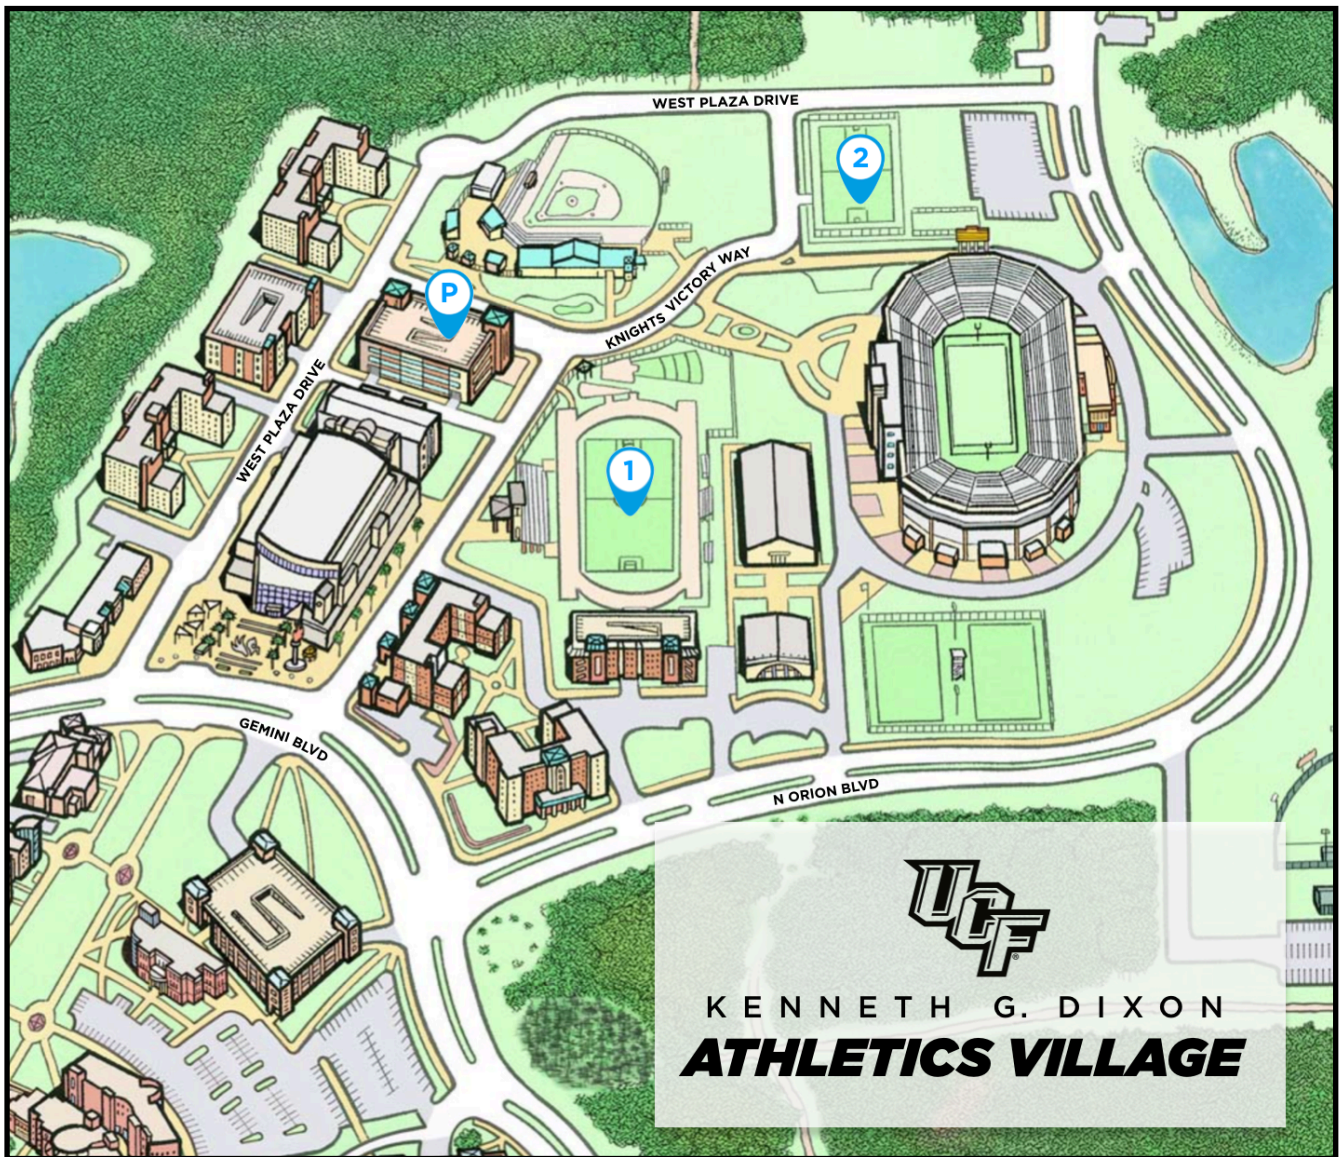 WEST PLAZA DRIVE
2
P
KNIGHTS VICTORY WAY
WEST PLAZA DRIVE
1
GEMINI BLVD
N ORION BLVD
S
UCF
®
KENNETH G. DIXON
ATHLETICS VILLAGE